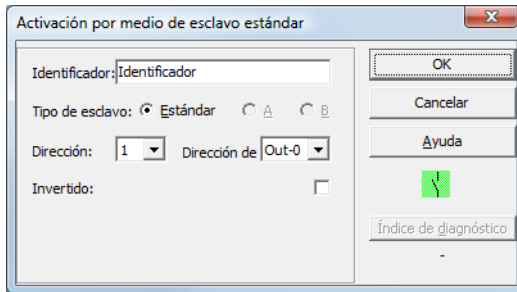 Activación por medio de esclavo estándar
Identificador: Identificador
Tipo de esclavo: Estándar A B
Dirección: 1 Dirección de Out-0
Invertido:
OK
Cancelar
Ayuda
Índice de diagnóstico
-